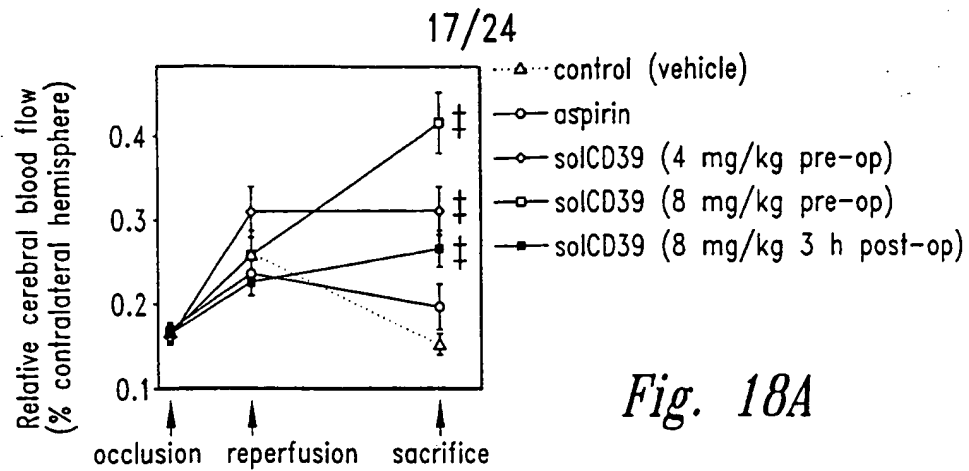 17/24
Relative cerebral blood flow
(% contralateral hemisphere)
0.4
0.3
0.2
0.1
‡
‡
‡
occlusion reperfusion sacrifice
control (vehicle)
aspirin
solCD39 (4 mg/kg pre-op)
solCD39 (8 mg/kg pre-op)
solCD39 (8 mg/kg 3 h post-op)
Fig. 18A